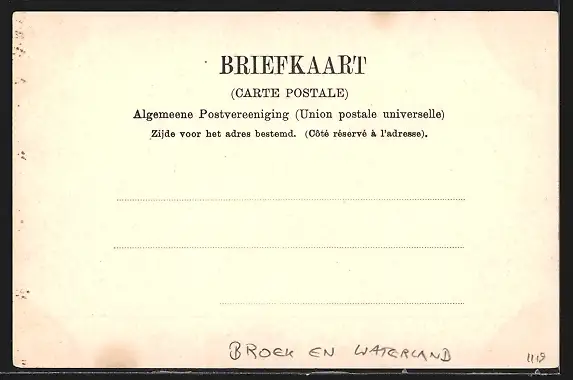 BRIEFKAART
(CARTE POSTALE)
Algemeene Postvereeniging (Union postale universelle)
Zijde voor het adres bestemd. (Côté réservé à l'adresse).
BROEK EN WATERLAND